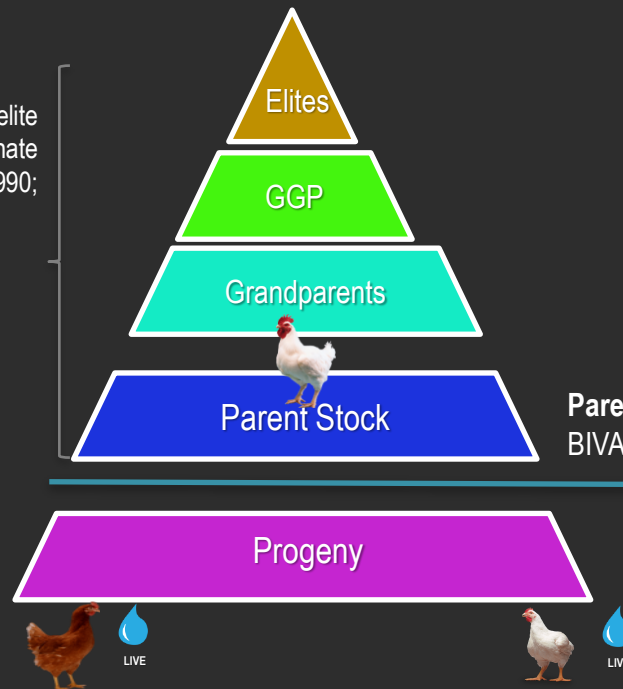 Elites
elite
nate
990;
GGP
Grandparents
Parent Stock
Pare
BIVA
Progeny
LIVE
LIV